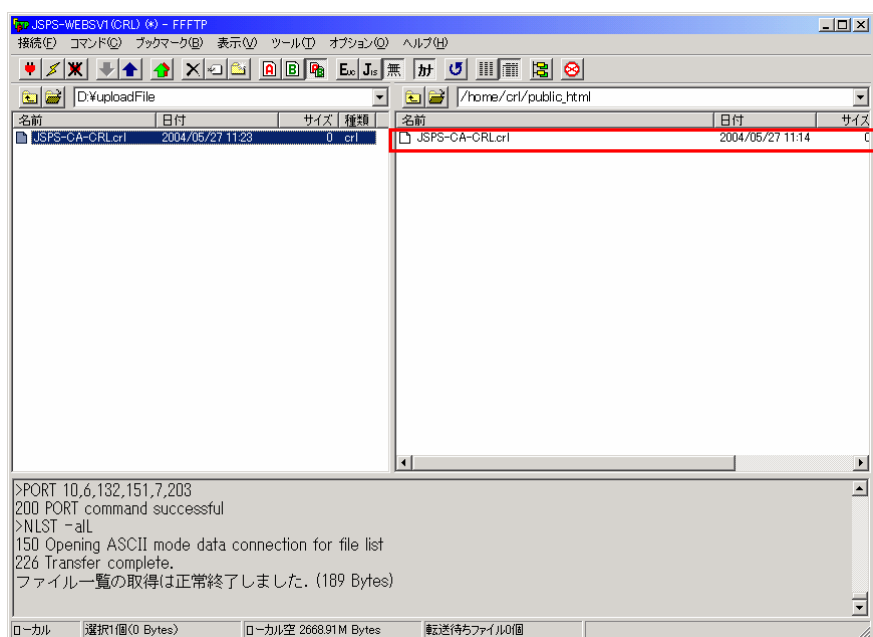 JSPS-WEBSV1(CRL) (*) - FFFTP
接続(F) コマンド(C) ブックマーク(B) 表示(V) ツール(T) オプション(O) ヘルプ(H)
A B Euc JIS 無 カナ
D:¥uploadFile
/home/crl/public_html
名前 日付 サイズ 種類
名前 日付 サイズ
JSPS-CA-CRL.crl 2004/05/27 11:23 0 crl
JSPS-CA-CRL.crl 2004/05/27 11:14
>PORT 10,6,132,151,7,203
200 PORT command successful
>NLST -alL
150 Opening ASCII mode data connection for file list
226 Transfer complete.
ファイル一覧の取得は正常終了しました. (189 Bytes)
ローカル 選択1個(0 Bytes) ローカル空 2668.91M Bytes 転送待ちファイル0個